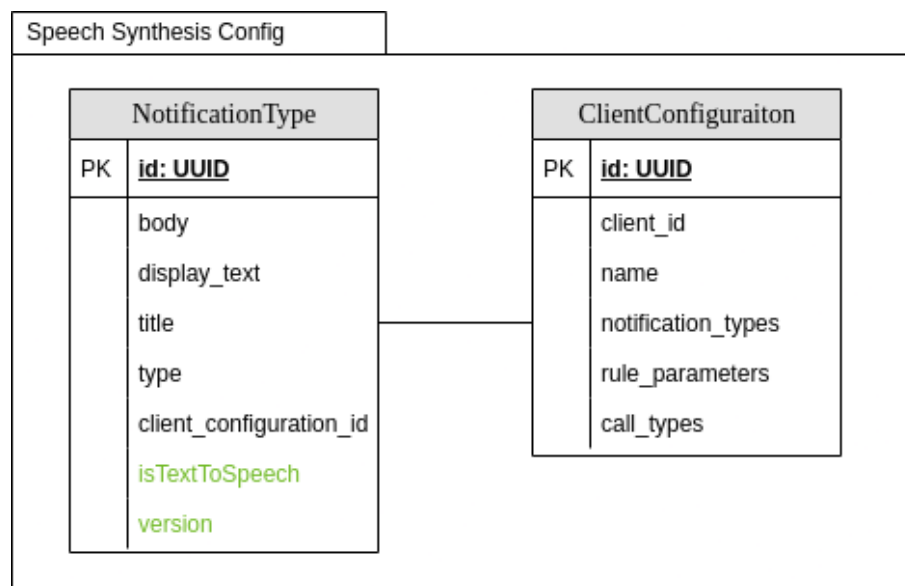 Speech Synthesis Config
NotificationType
PK id: UUID
body
display_text
title
type
client_configuration_id
isTextToSpeech
version
ClientConfiguraiton
PK id: UUID
client_id
name
notification_types
rule_parameters
call_types